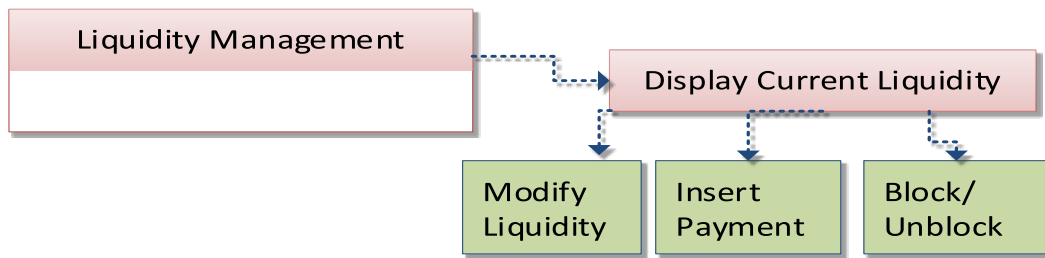 Liquidity Management
Display Current Liquidity
Modify
Liquidity
Insert
Payment
Block/
Unblock